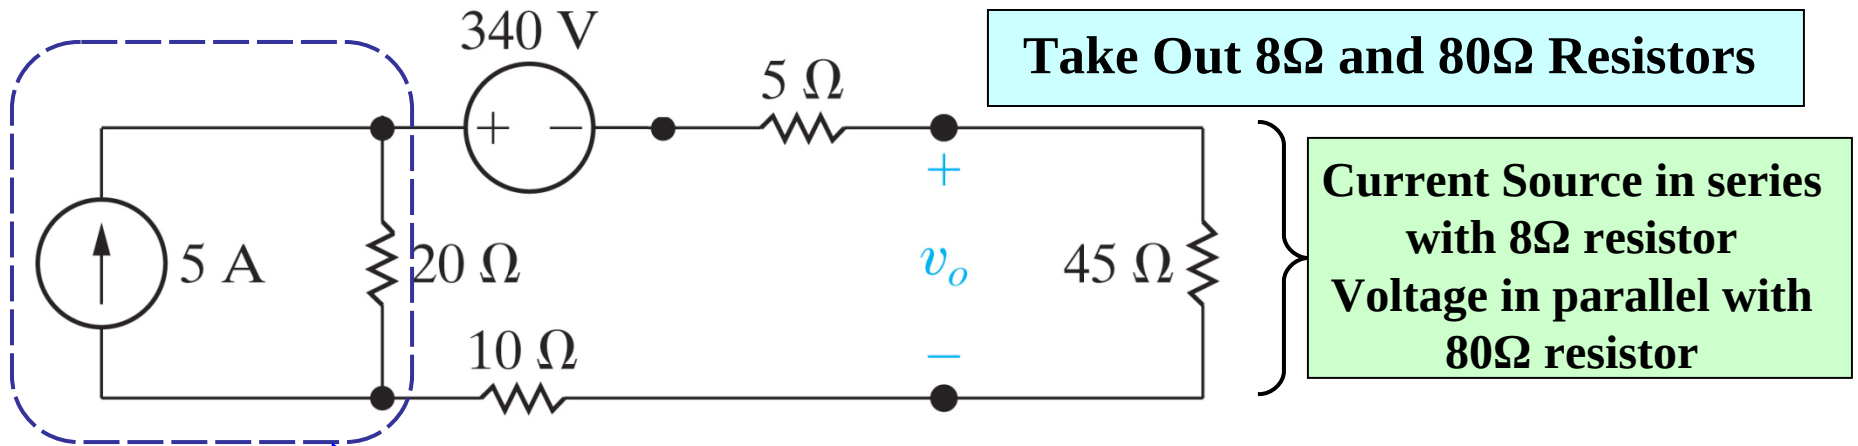 340 V
Take Out 8Ω and 80Ω Resistors
5 Ω
+ −
+
Current Source in series
with 8Ω resistor
Voltage in parallel with
80Ω resistor
5 A
20 Ω
vo
45 Ω
10 Ω
−